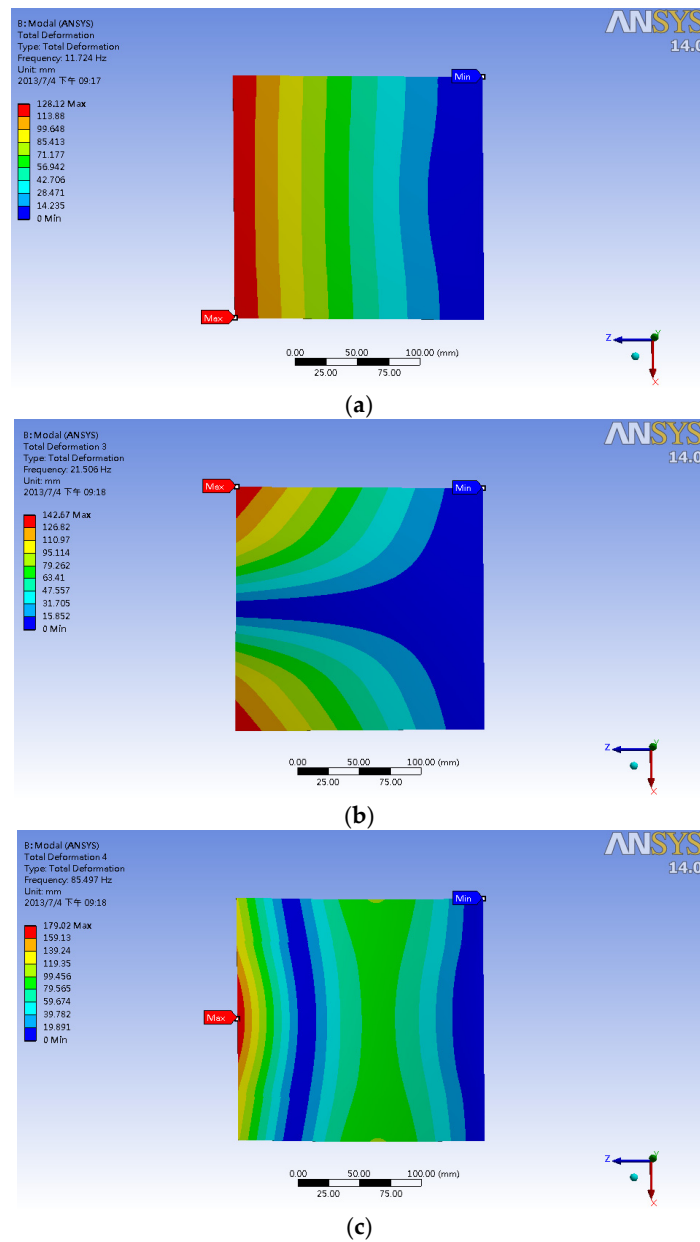 B: Modal (ANSYS)
Total Deformation
Type: Total Deformation
Frequency: 11.724 Hz
Unit: mm
2013/7/4 下午 09:17
128.12 Max
113.88
99.648
85.413
71.177
56.942
42.706
28.471
14.235
0 Min
ANSYS
14.0
Min
Max
0.00 50.00 100.00 (mm)
25.00 75.00
Z Y X
(a)
B: Modal (ANSYS)
Total Deformation 3
Type: Total Deformation
Frequency: 21.506 Hz
Unit: mm
2013/7/4 下午 09:18
142.67 Max
126.82
110.97
95.114
79.262
63.41
47.557
31.705
15.852
0 Min
ANSYS
14.0
Max
Min
0.00 50.00 100.00 (mm)
25.00 75.00
Z Y X
(b)
B: Modal (ANSYS)
Total Deformation 4
Type: Total Deformation
Frequency: 85.497 Hz
Unit: mm
2013/7/4 下午 09:18
179.02 Max
159.13
139.24
119.35
99.456
79.565
59.674
39.782
19.891
0 Min
ANSYS
14.0
Min
Max
0.00 50.00 100.00 (mm)
25.00 75.00
Z Y X
(c)